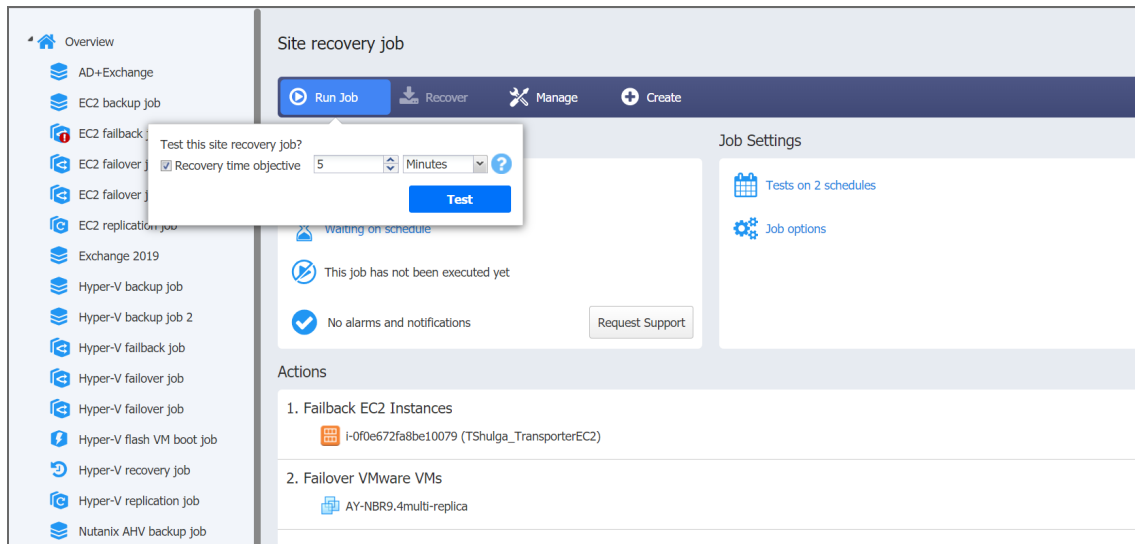 Overview
AD+Exchange
EC2 backup job
EC2 failback
EC2 failover j
EC2 failover j
EC2 replication job
Exchange 2019
Hyper-V backup job
Hyper-V backup job 2
Hyper-V failback job
Hyper-V failover job
Hyper-V failover job
Hyper-V flash VM boot job
Hyper-V recovery job
Hyper-V replication job
Nutanix AHV backup job
Site recovery job
Run Job Recover Manage Create
Test this site recovery job?
Recovery time objective 5 Minutes ?
Test
Waiting on schedule
This job has not been executed yet
No alarms and notifications Request Support
Job Settings
Tests on 2 schedules
Job options
Actions
1. Failback EC2 Instances
i-0f0e672fa8be10079 (TShulga_TransporterEC2)
2. Failover VMware VMs
AY-NBR9.4multi-replica